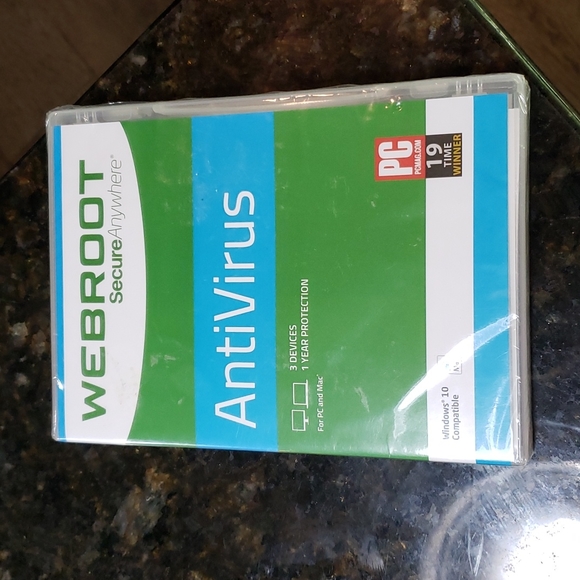 WEBROOT
SecureAnywhere®
AntiVirus
3 DEVICES
1 YEAR PROTECTION
For PC and Mac®
PC
PCMAG.COM
19
TIME
WINNER
Windows® 10
Compatible